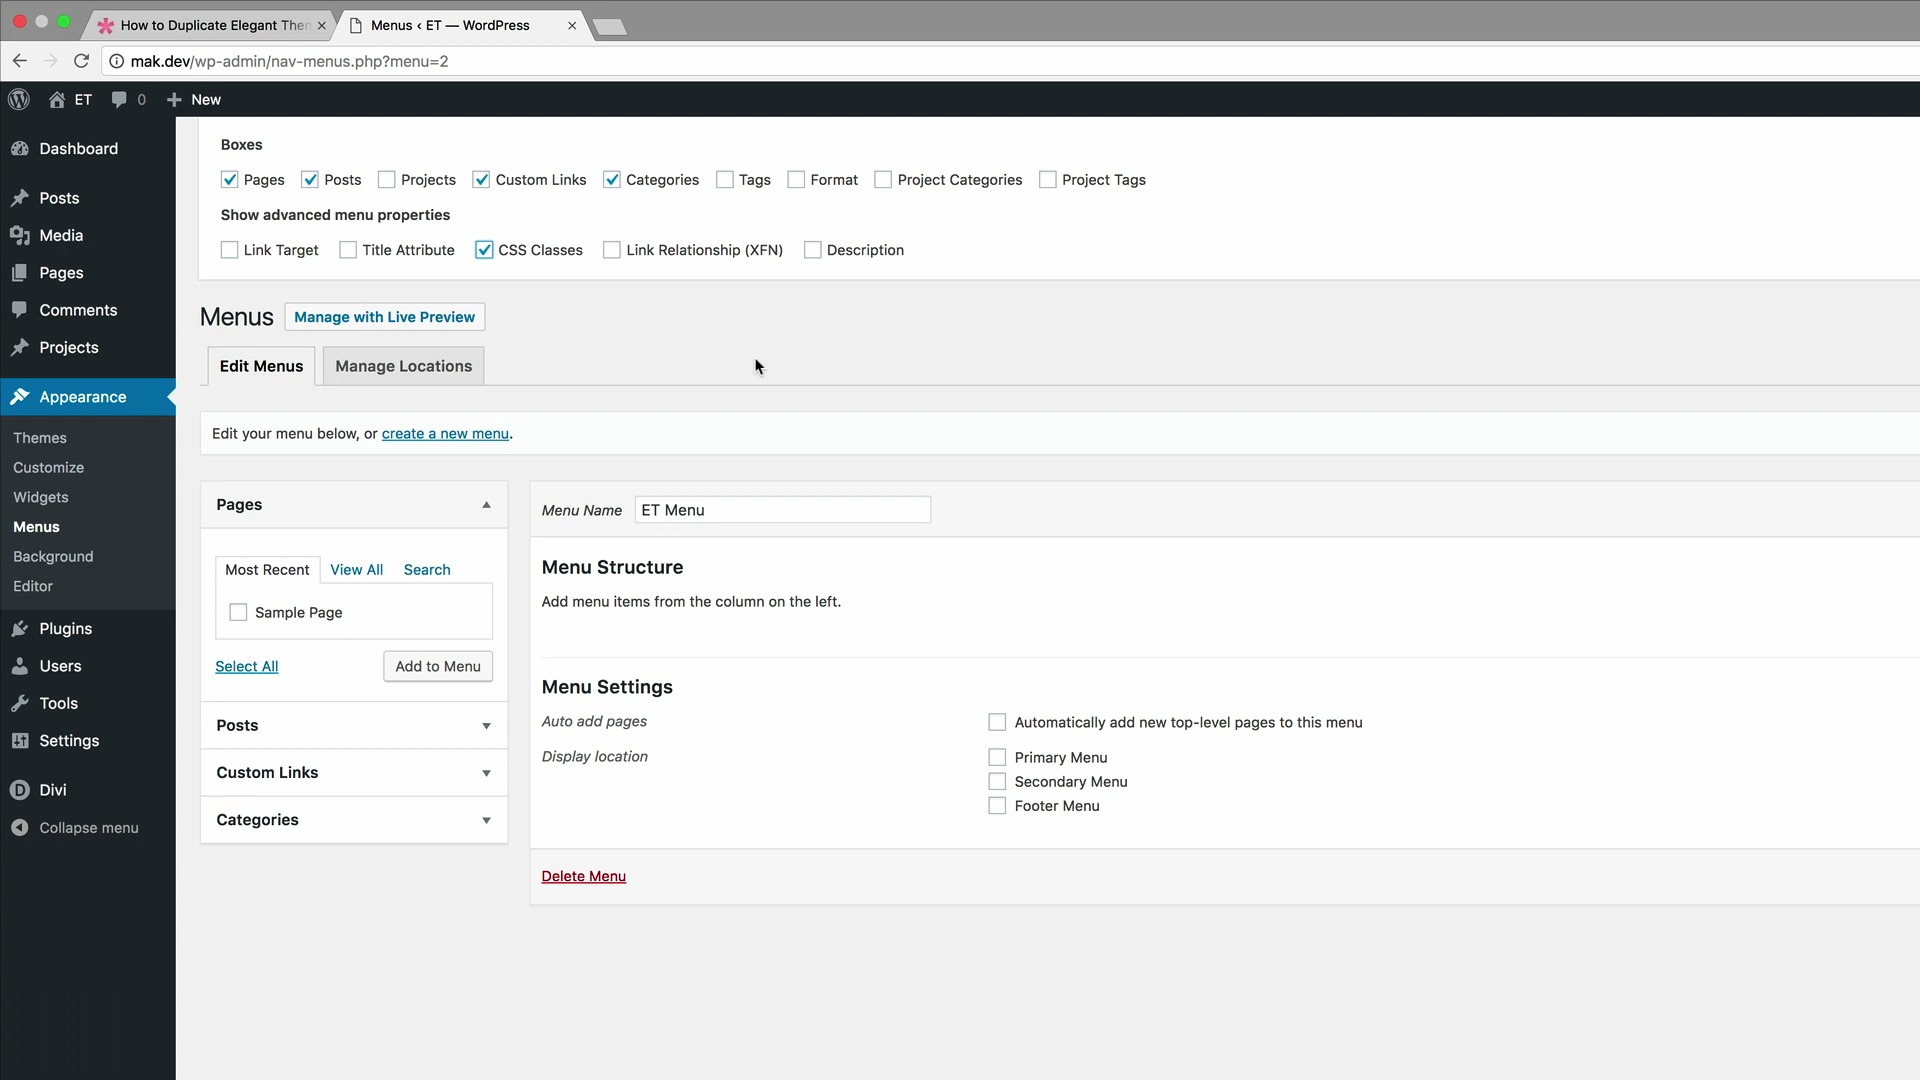 How to Duplicate Elegant Them
Menus ‹ ET — WordPress
mak.dev/wp-admin/nav-menus.php?menu=2
ET 0 New
Dashboard
Posts
Media
Pages
Comments
Projects
Appearance
Themes
Customize
Widgets
Menus
Background
Editor
Plugins
Users
Tools
Settings
Divi
Collapse menu
Boxes
Pages Posts Projects Custom Links Categories Tags Format Project Categories Project Tags
Show advanced menu properties
Link Target Title Attribute CSS Classes Link Relationship (XFN) Description
Menus Manage with Live Preview
Edit Menus Manage Locations
Edit your menu below, or create a new menu.
Pages
Most Recent View All Search
Sample Page
Select All Add to Menu
Posts
Custom Links
Categories
Menu Name ET Menu
Menu Structure
Add menu items from the column on the left.
Menu Settings
Auto add pages Automatically add new top-level pages to this menu
Display location Primary Menu
Secondary Menu
Footer Menu
Delete Menu